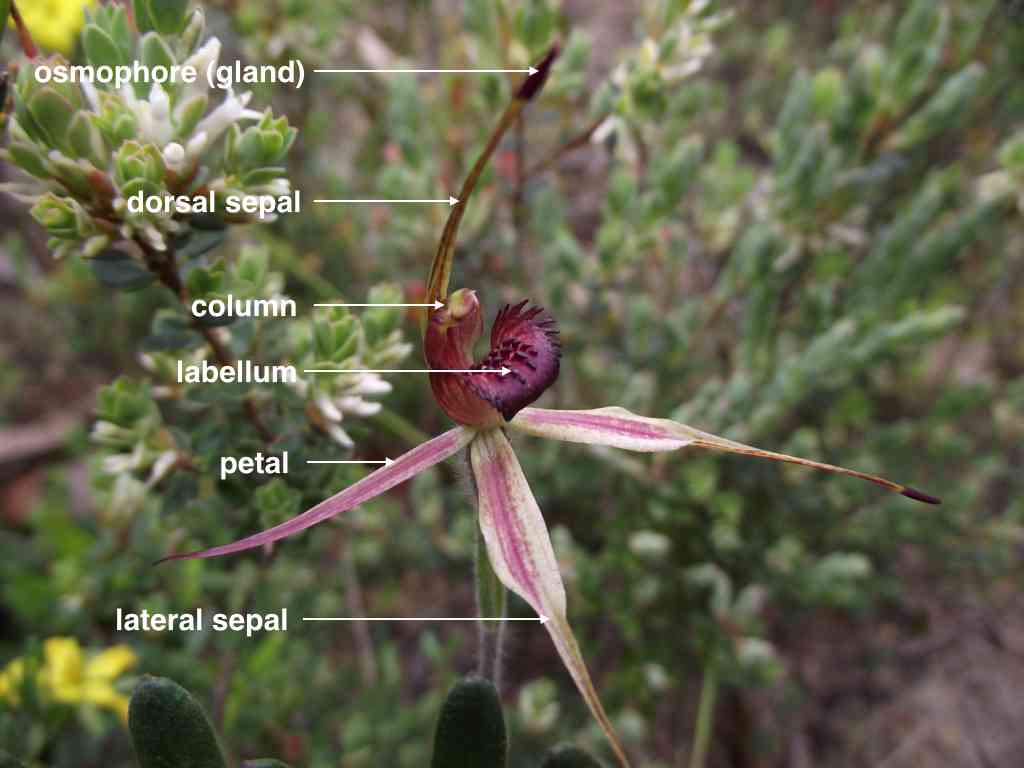 osmophore (gland)
dorsal sepal
column
labellum
petal
lateral sepal